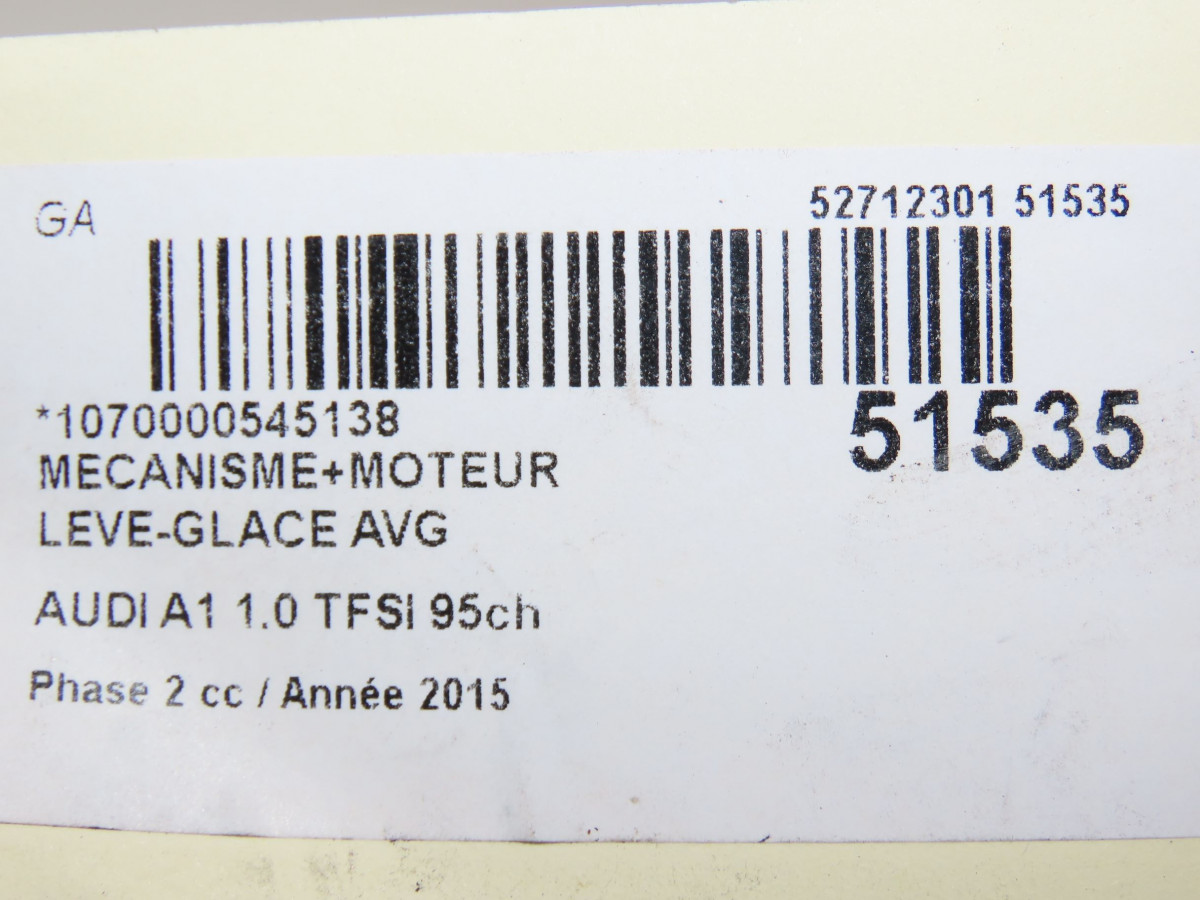 GA
52712301 51535
*1070000545138
51535
MECANISME+MOTEUR
LEVE-GLACE AVG
AUDI A1 1.0 TFSI 95ch
Phase 2 cc / Année 2015